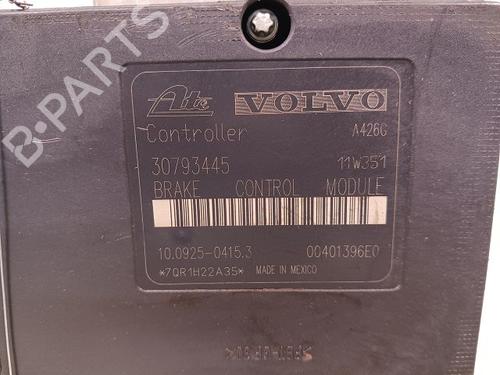 B-PARTS
Ate VOLVO
Controller A426G
30793445 11W351
BRAKE CONTROL MODULE
10.0925-0415.3 00401396E0
*7QR1H22A35* MADE IN MEXICO